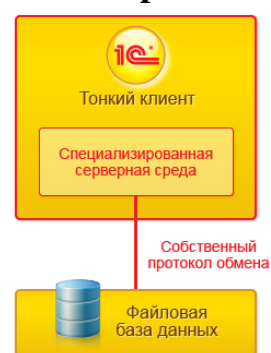 1С
Тонкий клиент
Специализированная
серверная среда
Собственный
протокол обмена
Файловая
база данных